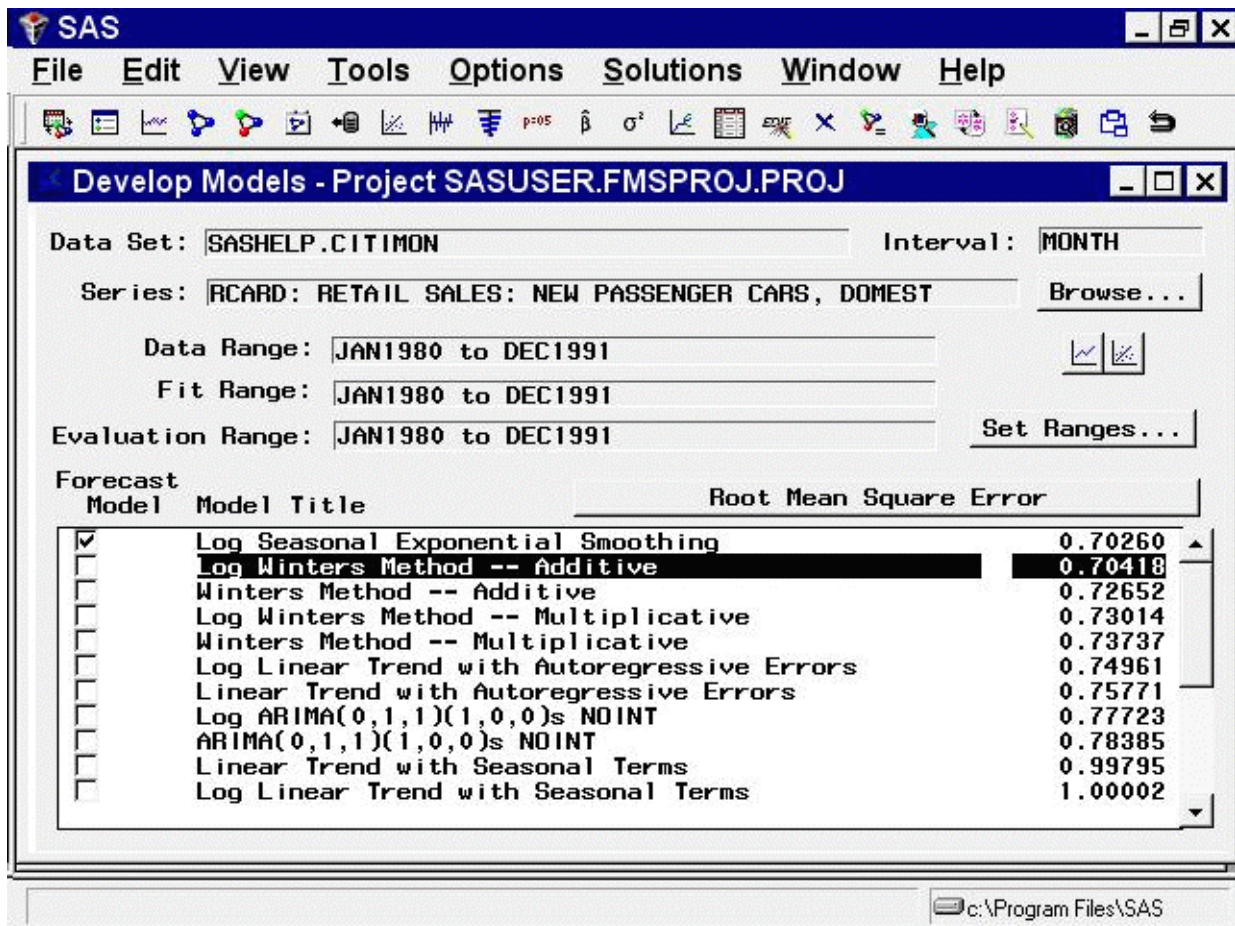 SAS
File Edit View Tools Options Solutions Window Help
p=05 β̂ σ² EDIT
Develop Models - Project SASUSER.FMSPROJ.PROJ
Data Set: SASHELP.CITIMON Interval: MONTH
Series: RCARD: RETAIL SALES: NEW PASSENGER CARS, DOMEST Browse...
Data Range: JAN1980 to DEC1991
Fit Range: JAN1980 to DEC1991
Evaluation Range: JAN1980 to DEC1991 Set Ranges...
Forecast
Model Model Title Root Mean Square Error
Log Seasonal Exponential Smoothing 0.70260
Log Winters Method -- Additive 0.70418
Winters Method -- Additive 0.72652
Log Winters Method -- Multiplicative 0.73014
Winters Method -- Multiplicative 0.73737
Log Linear Trend with Autoregressive Errors 0.74961
Linear Trend with Autoregressive Errors 0.75771
Log ARIMA(0,1,1)(1,0,0)s NOINT 0.77723
ARIMA(0,1,1)(1,0,0)s NOINT 0.78385
Linear Trend with Seasonal Terms 0.99795
Log Linear Trend with Seasonal Terms 1.00002
c:\Program Files\SAS